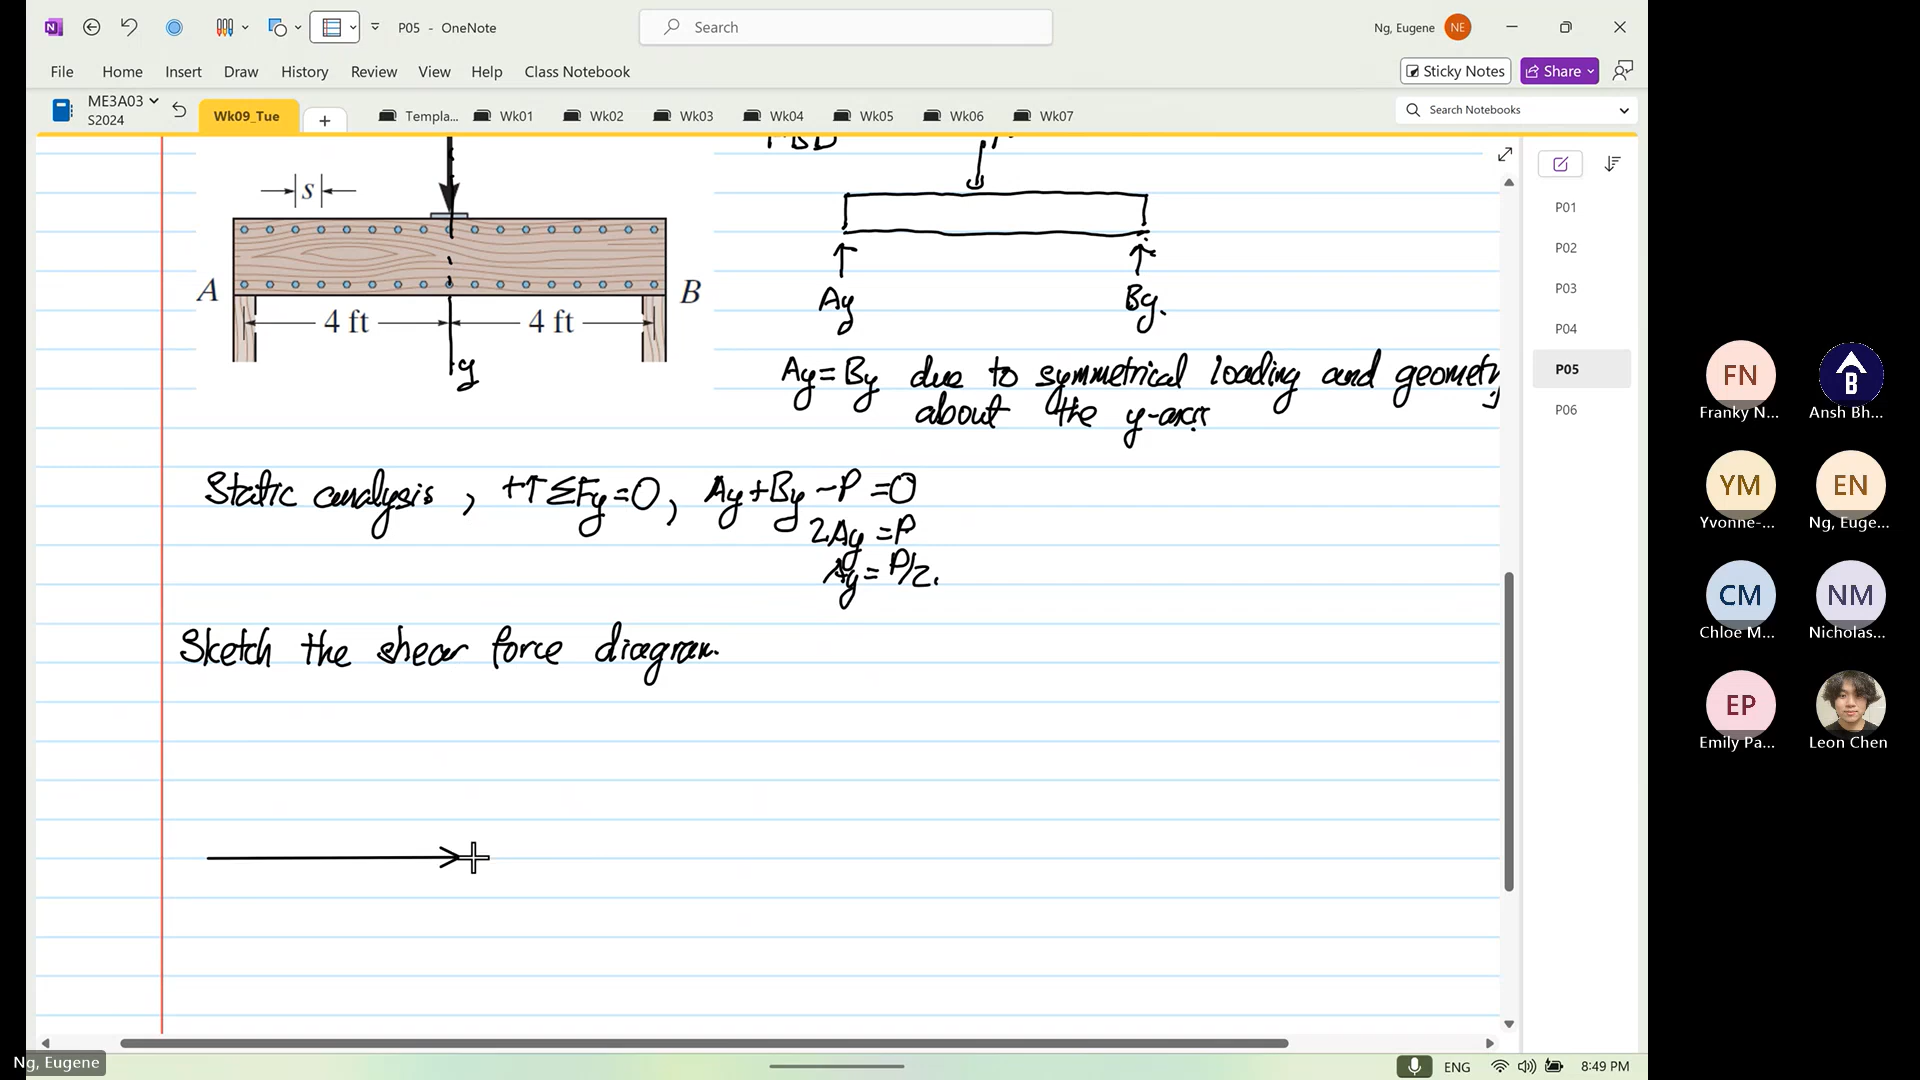 P05 - OneNote
Search
Ng, Eugene
NE
File
Home
Insert
Draw
History
Review
View
Help
Class Notebook
Sticky Notes
Share
ME3A03
S2024
Wk09_Tue
Templa...
Wk01
Wk02
Wk03
Wk04
Wk05
Wk06
Wk07
Search Notebooks
P01
P02
P03
P04
P05
P06
s
A
B
4 ft
4 ft
y
FBD
P
Ay
By.
Ay = By due to symmetrical loading and geometry
about the y-axis
Static analysis, +↑ΣFy=0, Ay+By-P=0
2Ay=P
Ay=P/2.
Sketch the shear force diagram.
FN
Franky N...
B
Ansh Bh...
YM
Yvonne-...
EN
Ng, Euge...
CM
Chloe M...
NM
Nicholas...
EP
Emily Pa...
Leon Chen
Ng, Eugene
ENG
8:49 PM